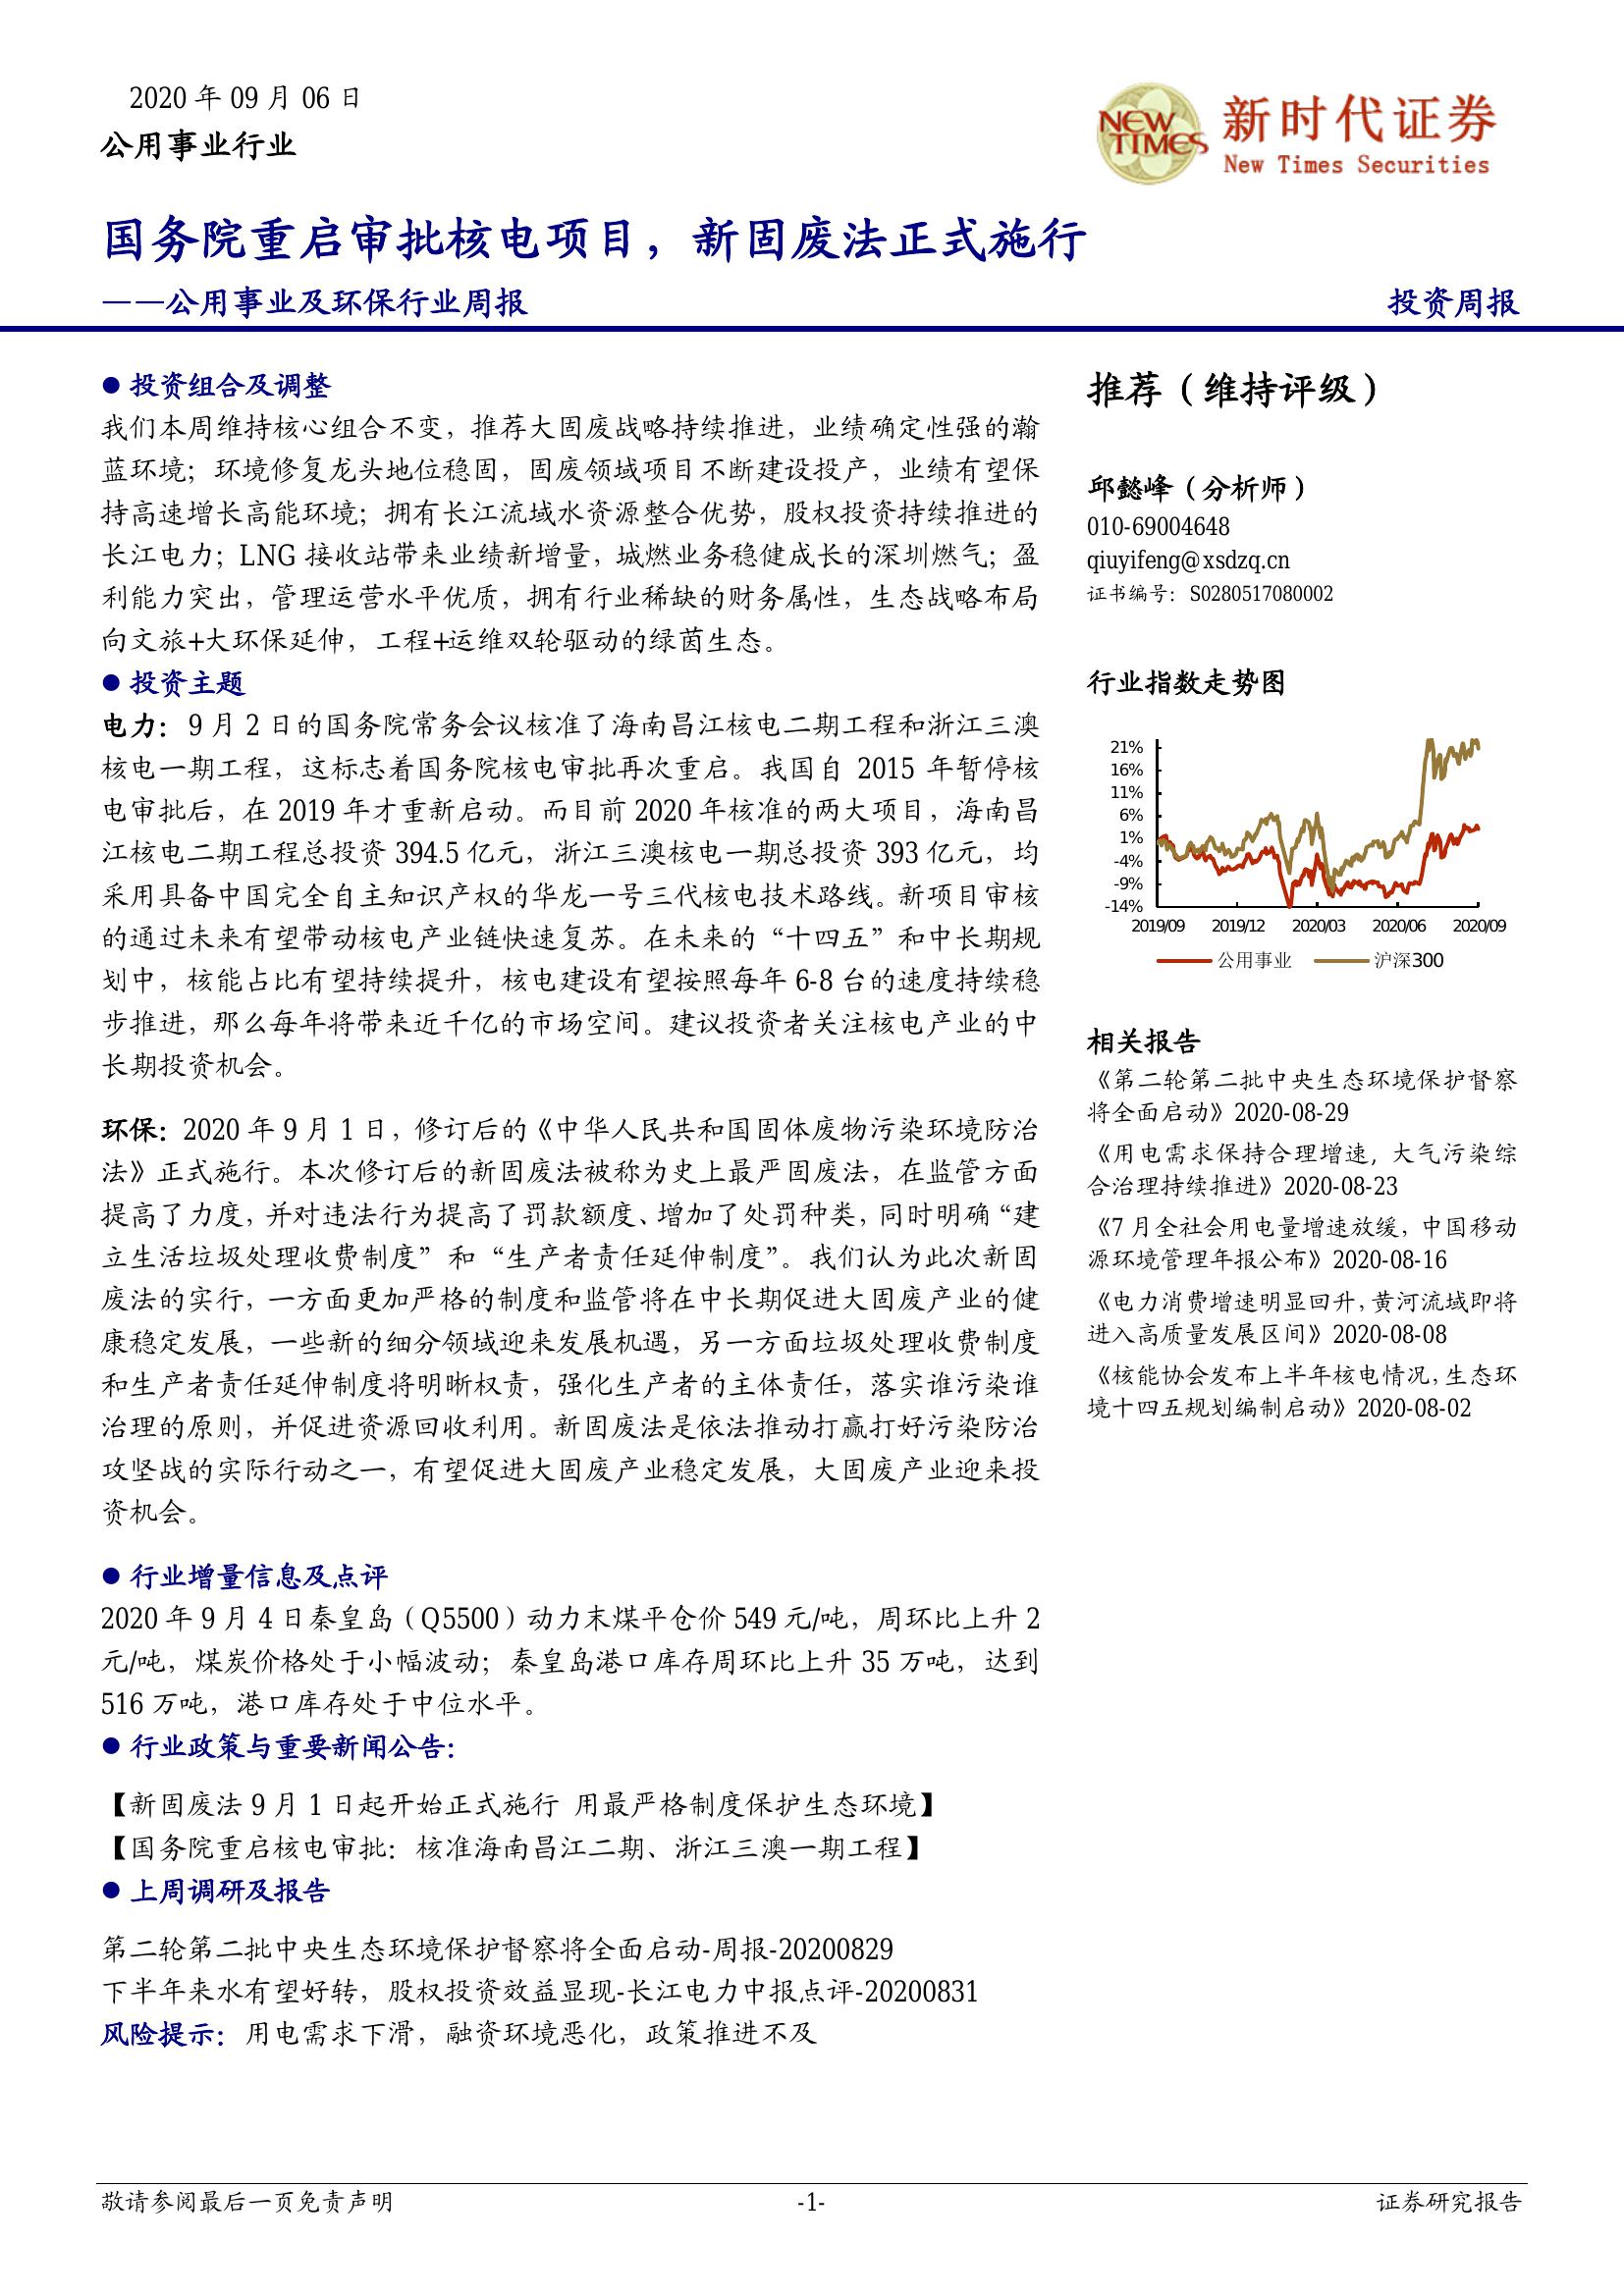 2020 年 09 月 06 日
公用事业行业
NEW TIMES
新时代证券
New Times Securities
国务院重启审批核电项目，新固废法正式施行
——公用事业及环保行业周报
投资周报
● 投资组合及调整
我们本周维持核心组合不变，推荐大固废战略持续推进，业绩确定性强的瀚
蓝环境；环境修复龙头地位稳固，固废领域项目不断建设投产，业绩有望保
持高速增长高能环境；拥有长江流域水资源整合优势，股权投资持续推进的
长江电力；LNG 接收站带来业绩新增量，城燃业务稳健成长的深圳燃气；盈
利能力突出，管理运营水平优质，拥有行业稀缺的财务属性，生态战略布局
向文旅+大环保延伸，工程+运维双轮驱动的绿茵生态。
● 投资主题
电力：9 月 2 日的国务院常务会议核准了海南昌江核电二期工程和浙江三澳
核电一期工程，这标志着国务院核电审批再次重启。我国自 2015 年暂停核
电审批后，在 2019 年才重新启动。而目前 2020 年核准的两大项目，海南昌
江核电二期工程总投资 394.5 亿元，浙江三澳核电一期总投资 393 亿元，均
采用具备中国完全自主知识产权的华龙一号三代核电技术路线。新项目审核
的通过未来有望带动核电产业链快速复苏。在未来的“十四五”和中长期规
划中，核能占比有望持续提升，核电建设有望按照每年 6-8 台的速度持续稳
步推进，那么每年将带来近千亿的市场空间。建议投资者关注核电产业的中
长期投资机会。
环保：2020 年 9 月 1 日，修订后的《中华人民共和国固体废物污染环境防治
法》正式施行。本次修订后的新固废法被称为史上最严固废法，在监管方面
提高了力度，并对违法行为提高了罚款额度、增加了处罚种类，同时明确“建
立生活垃圾处理收费制度”和“生产者责任延伸制度”。我们认为此次新固
废法的实行，一方面更加严格的制度和监管将在中长期促进大固废产业的健
康稳定发展，一些新的细分领域迎来发展机遇，另一方面垃圾处理收费制度
和生产者责任延伸制度将明晰权责，强化生产者的主体责任，落实谁污染谁
治理的原则，并促进资源回收利用。新固废法是依法推动打赢打好污染防治
攻坚战的实际行动之一，有望促进大固废产业稳定发展，大固废产业迎来投
资机会。
● 行业增量信息及点评
2020 年 9 月 4 日秦皇岛（Q5500）动力末煤平仓价 549 元/吨，周环比上升 2
元/吨，煤炭价格处于小幅波动；秦皇岛港口库存周环比上升 35 万吨，达到
516 万吨，港口库存处于中位水平。
● 行业政策与重要新闻公告：
【新固废法 9 月 1 日起开始正式施行 用最严格制度保护生态环境】
【国务院重启核电审批：核准海南昌江二期、浙江三澳一期工程】
● 上周调研及报告
第二轮第二批中央生态环境保护督察将全面启动-周报-20200829
下半年来水有望好转，股权投资效益显现-长江电力中报点评-20200831
风险提示：用电需求下滑，融资环境恶化，政策推进不及
推荐（维持评级）
邱懿峰（分析师）
010-69004648
qiuyifeng@xsdzq.cn
证书编号：S0280517080002
行业指数走势图
21%
16%
11%
6%
1%
-4%
-9%
-14%
2019/09 2019/12 2020/03 2020/06 2020/09
公用事业 沪深300
相关报告
《第二轮第二批中央生态环境保护督察
将全面启动》2020-08-29
《用电需求保持合理增速，大气污染综
合治理持续推进》2020-08-23
《7 月全社会用电量增速放缓，中国移动
源环境管理年报公布》2020-08-16
《电力消费增速明显回升，黄河流域即将
进入高质量发展区间》2020-08-08
《核能协会发布上半年核电情况，生态环
境十四五规划编制启动》2020-08-02
敬请参阅最后一页免责声明
-1-
证券研究报告